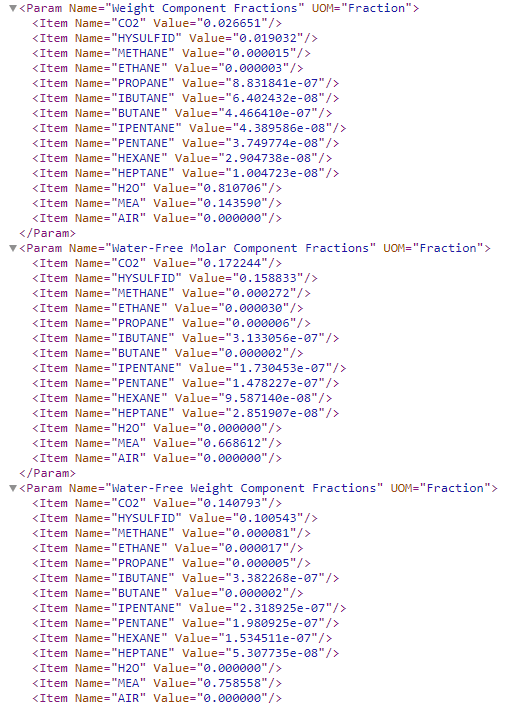 ▼<Param Name="Weight Component Fractions" UOM="Fraction">
<Item Name="CO2" Value="0.026651"/>
<Item Name="HYSULFID" Value="0.019032"/>
<Item Name="METHANE" Value="0.000015"/>
<Item Name="ETHANE" Value="0.000003"/>
<Item Name="PROPANE" Value="8.831841e-07"/>
<Item Name="IBUTANE" Value="6.402432e-08"/>
<Item Name="BUTANE" Value="4.466410e-07"/>
<Item Name="IPENTANE" Value="4.389586e-08"/>
<Item Name="PENTANE" Value="3.749774e-08"/>
<Item Name="HEXANE" Value="2.904738e-08"/>
<Item Name="HEPTANE" Value="1.004723e-08"/>
<Item Name="H2O" Value="0.810706"/>
<Item Name="MEA" Value="0.143590"/>
<Item Name="AIR" Value="0.000000"/>
</Param>
▼<Param Name="Water-Free Molar Component Fractions" UOM="Fraction">
<Item Name="CO2" Value="0.172244"/>
<Item Name="HYSULFID" Value="0.158833"/>
<Item Name="METHANE" Value="0.000272"/>
<Item Name="ETHANE" Value="0.000030"/>
<Item Name="PROPANE" Value="0.000006"/>
<Item Name="IBUTANE" Value="3.133056e-07"/>
<Item Name="BUTANE" Value="0.000002"/>
<Item Name="IPENTANE" Value="1.730453e-07"/>
<Item Name="PENTANE" Value="1.478227e-07"/>
<Item Name="HEXANE" Value="9.587140e-08"/>
<Item Name="HEPTANE" Value="2.851907e-08"/>
<Item Name="H2O" Value="0.000000"/>
<Item Name="MEA" Value="0.668612"/>
<Item Name="AIR" Value="0.000000"/>
</Param>
▼<Param Name="Water-Free Weight Component Fractions" UOM="Fraction">
<Item Name="CO2" Value="0.140793"/>
<Item Name="HYSULFID" Value="0.100543"/>
<Item Name="METHANE" Value="0.000081"/>
<Item Name="ETHANE" Value="0.000017"/>
<Item Name="PROPANE" Value="0.000005"/>
<Item Name="IBUTANE" Value="3.382268e-07"/>
<Item Name="BUTANE" Value="0.000002"/>
<Item Name="IPENTANE" Value="2.318925e-07"/>
<Item Name="PENTANE" Value="1.980925e-07"/>
<Item Name="HEXANE" Value="1.534511e-07"/>
<Item Name="HEPTANE" Value="5.307735e-08"/>
<Item Name="H2O" Value="0.000000"/>
<Item Name="MEA" Value="0.758558"/>
<Item Name="AIR" Value="0.000000"/>